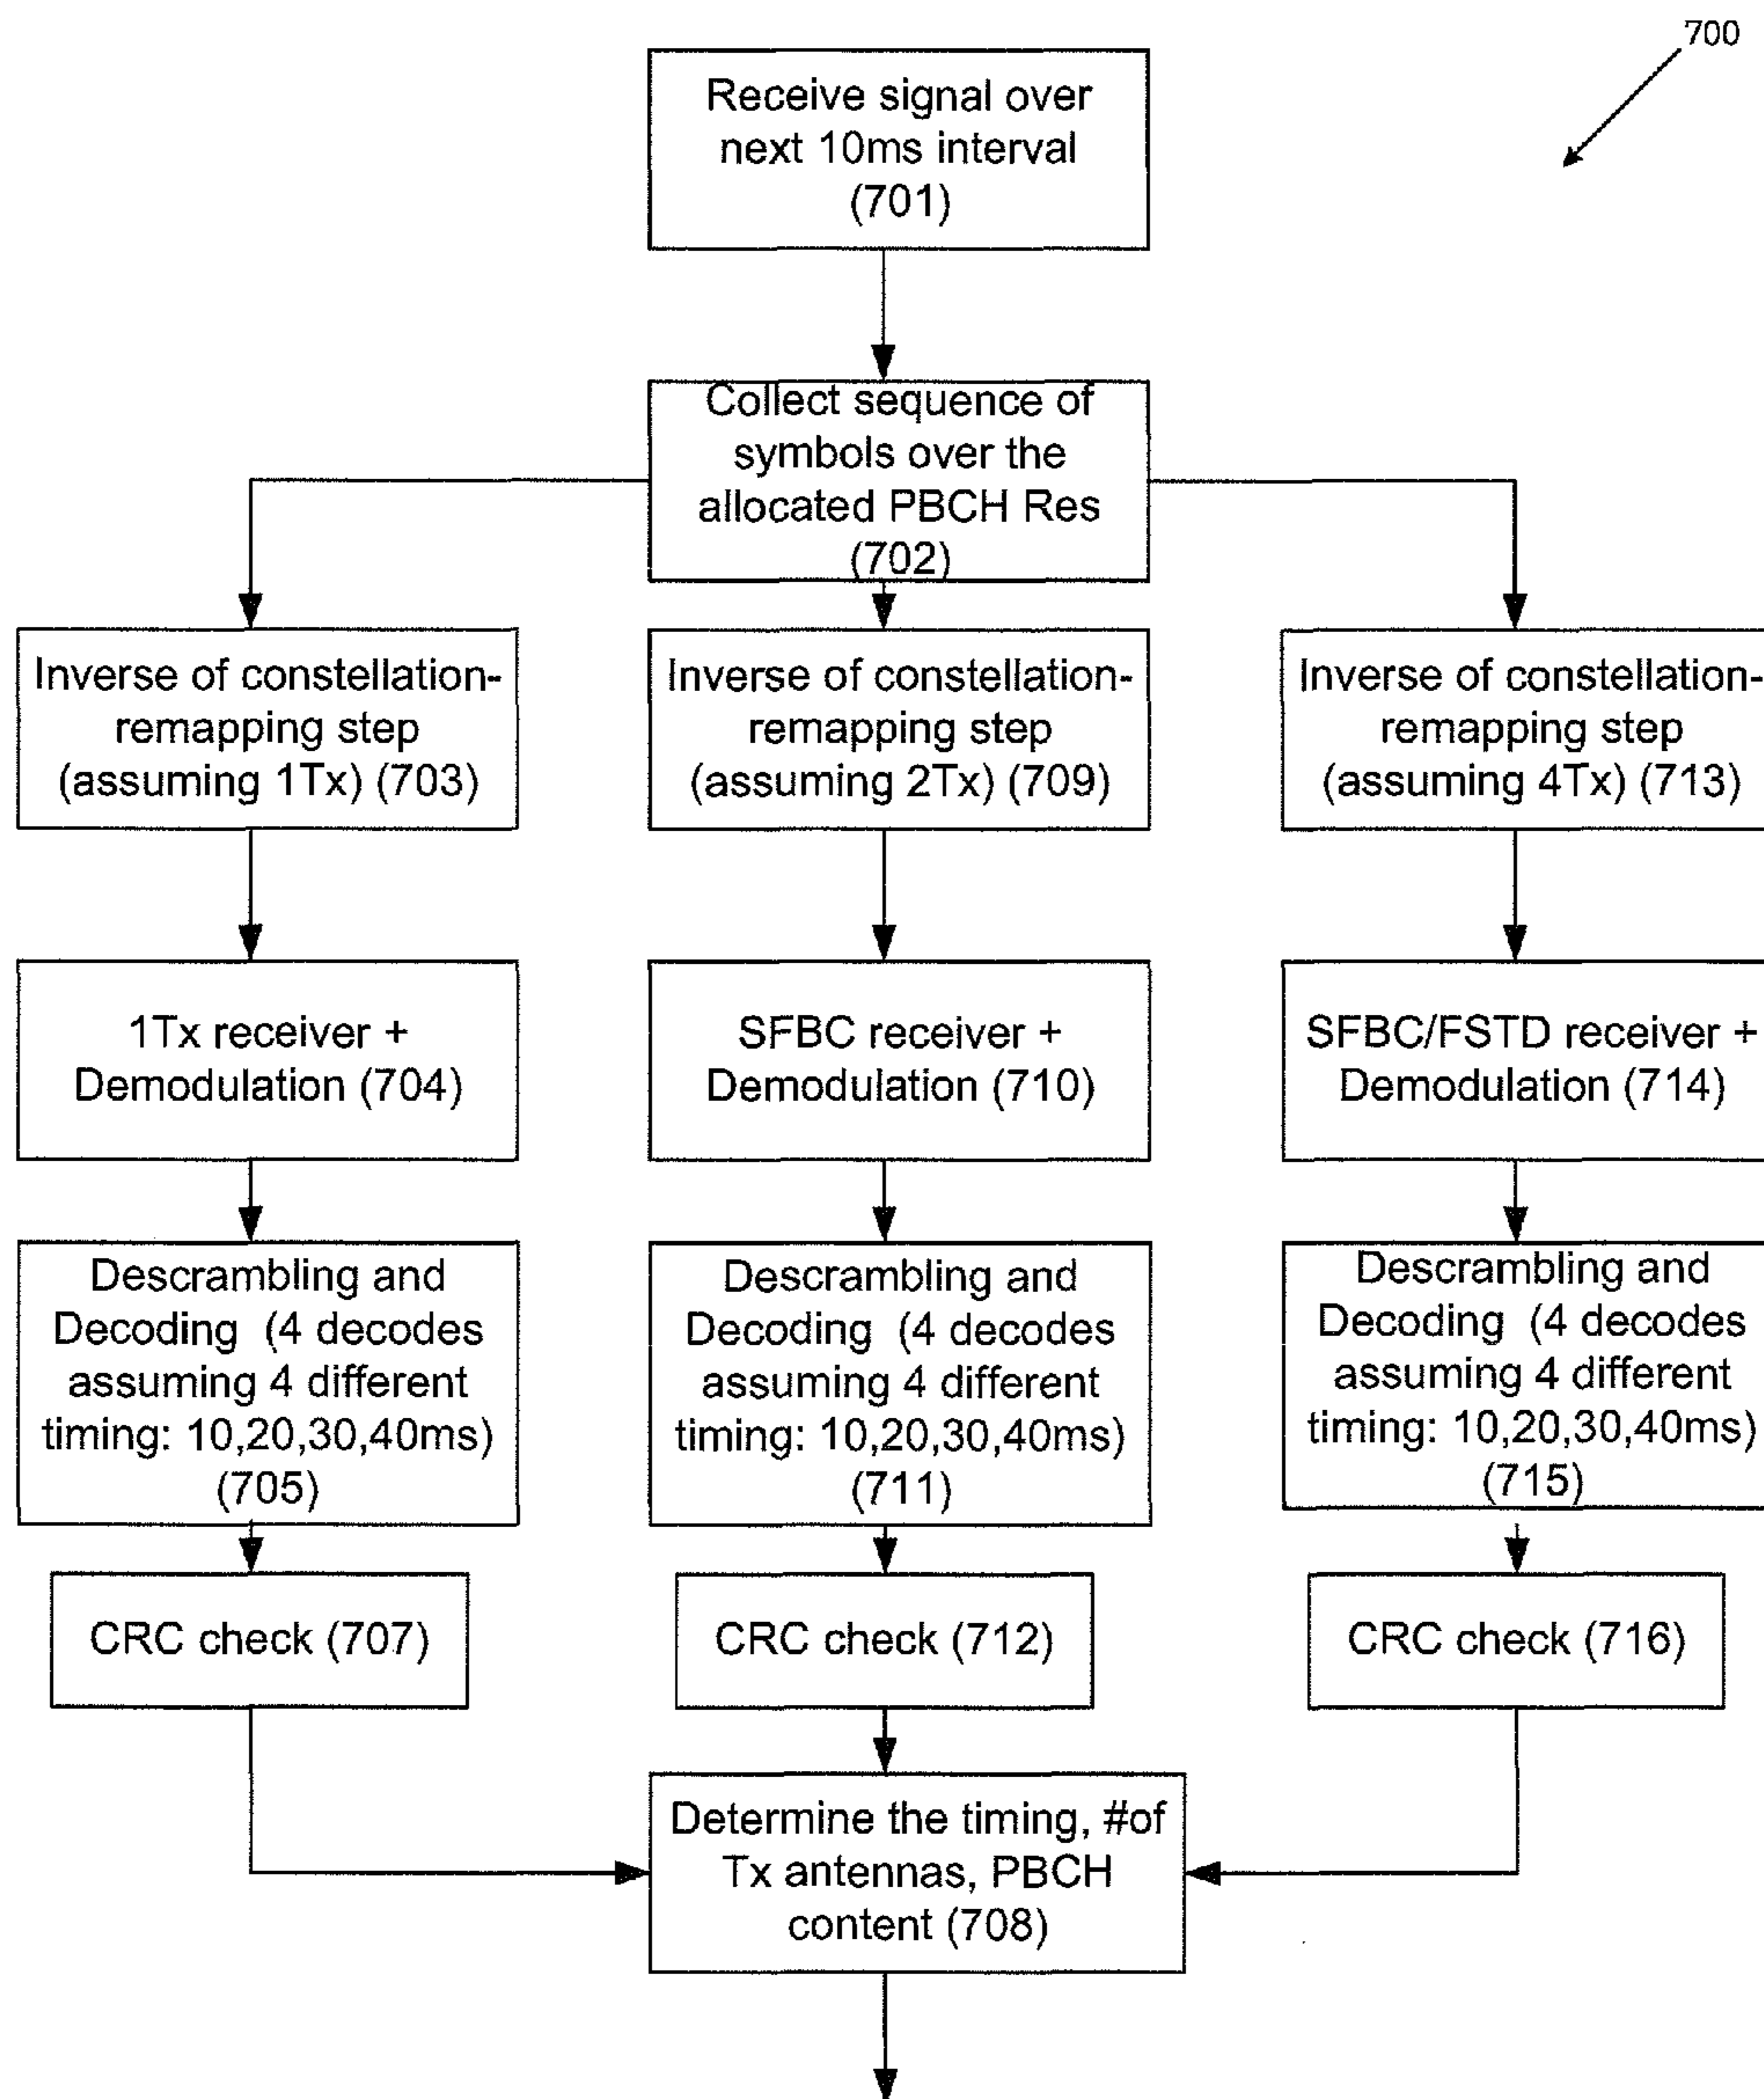 700
Receive signal over
next 10ms interval
(701)
Collect sequence of
symbols over the
allocated PBCH Res
(702)
Inverse of constellation-
remapping step
(assuming 1Tx) (703)
Inverse of constellation-
remapping step
(assuming 2Tx) (709)
Inverse of constellation-
remapping step
(assuming 4Tx) (713)
1Tx receiver +
Demodulation (704)
SFBC receiver +
Demodulation (710)
SFBC/FSTD receiver +
Demodulation (714)
Descrambling and
Decoding (4 decodes
assuming 4 different
timing: 10,20,30,40ms)
(705)
Descrambling and
Decoding (4 decodes
assuming 4 different
timing: 10,20,30,40ms)
(711)
Descrambling and
Decoding (4 decodes
assuming 4 different
timing: 10,20,30,40ms)
(715)
CRC check (707)
CRC check (712)
CRC check (716)
Determine the timing, #of
Tx antennas, PBCH
content (708)